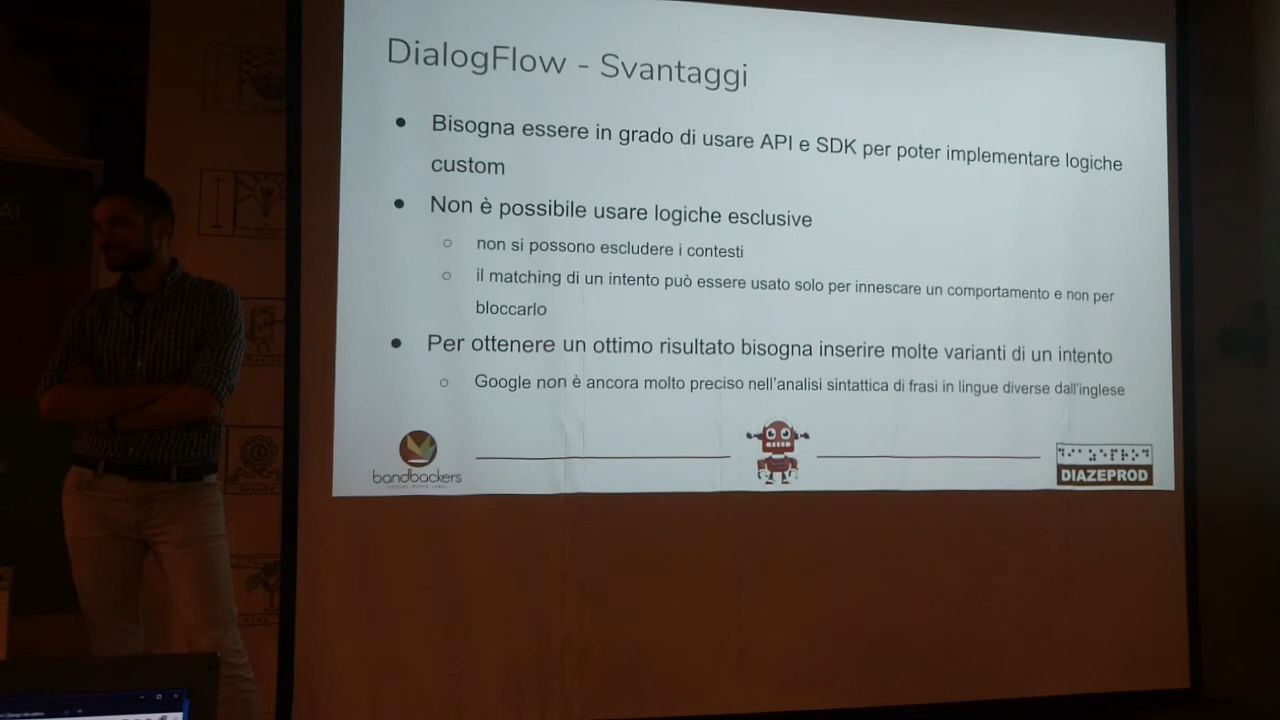 DialogFlow - Svantaggi
● Bisogna essere in grado di usare API e SDK per poter implementare logiche
custom
● Non è possibile usare logiche esclusive
○ non si possono escludere i contesti
○ il matching di un intento può essere usato solo per innescare un comportamento e non per
bloccarlo
● Per ottenere un ottimo risultato bisogna inserire molte varianti di un intento
○ Google non è ancora molto preciso nell'analisi sintattica di frasi in lingue diverse dall'inglese
bandbackers
DIAZEPROD